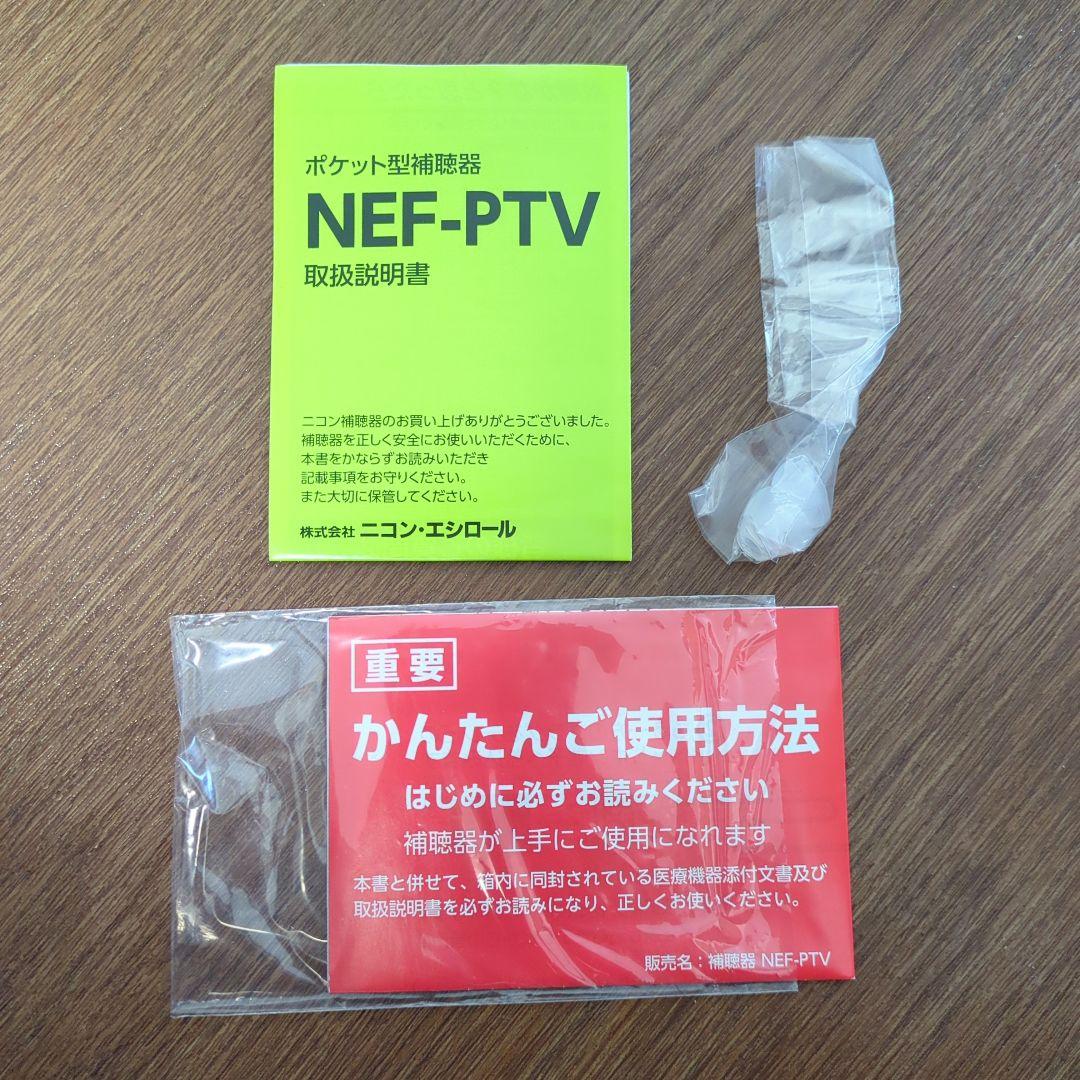 ポケット型補聴器
NEF-PTV
取扱説明書
ニコン補聴器のお買い上げありがとうございました。
補聴器を正しく安全にお使いいただくために、
本書をかならずお読みいただき
記載事項をお守りください。
また大切に保管してください。
株式会社 ニコン・エシロール
重要
かんたんご使用方法
はじめに必ずお読みください
補聴器が上手にご使用になれます
本書と併せて、箱内に同封されている医療機器添付文書及び
取扱説明書を必ずお読みになり、正しくお使いください。
販売名：補聴器 NEF-PTV